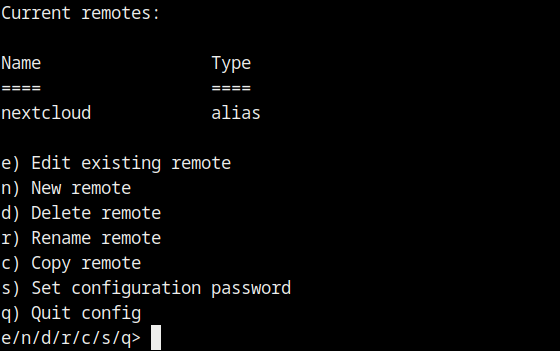 Current remotes:
Name                 Type
====                 ====
nextcloud            alias
e) Edit existing remote
n) New remote
d) Delete remote
r) Rename remote
c) Copy remote
s) Set configuration password
q) Quit config
e/n/d/r/c/s/q>